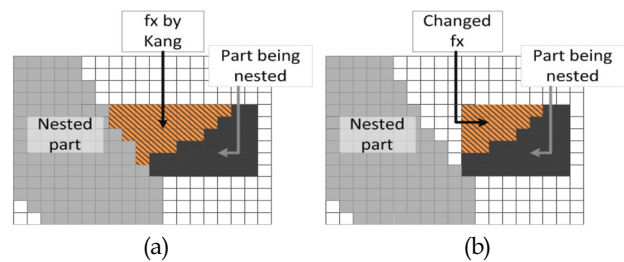 fx by
Kang
Part being
nested
Nested
part
(a)
Changed
fx
Part being
nested
Nested
part
(b)